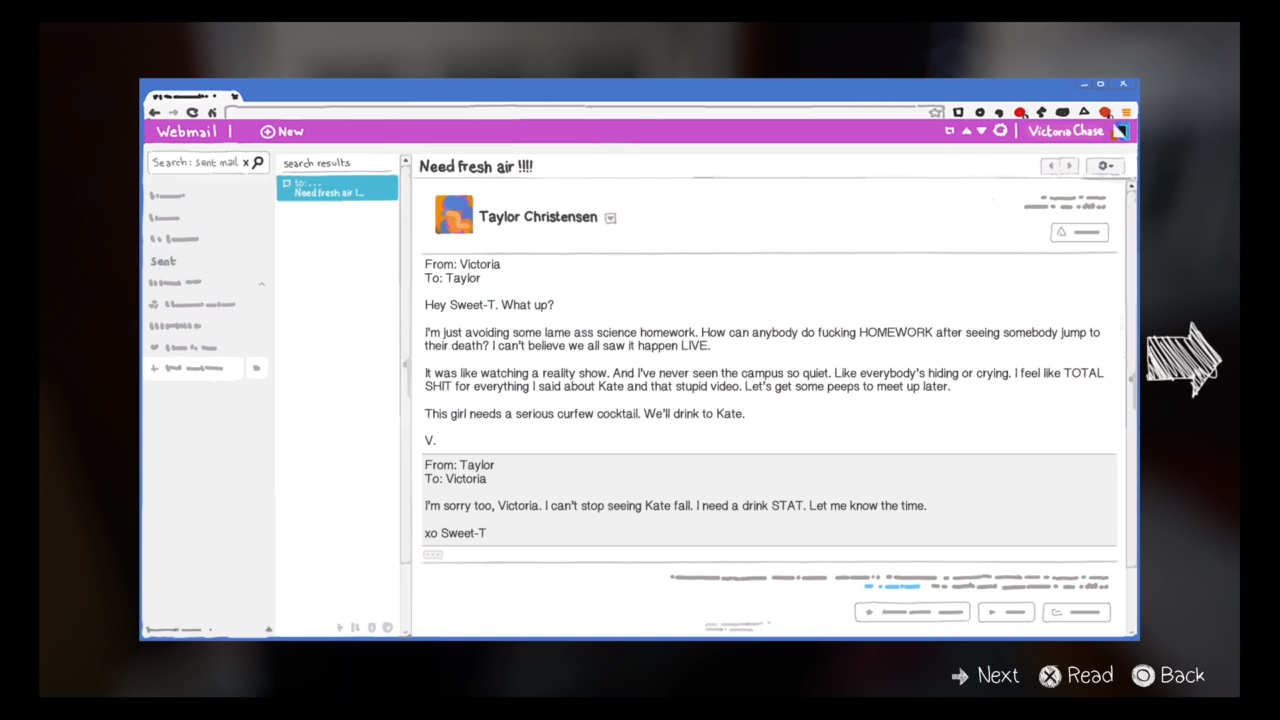 Webmail |
New
Victoria Chase
Search: sent mail x
search results
Need fresh air !!!!
to:...
Need fresh air !...
Taylor Christensen
Sent
From: Victoria
To: Taylor
Hey Sweet-T. What up?
I'm just avoiding some lame ass science homework. How can anybody do fucking HOMEWORK after seeing somebody jump to
their death? I can't believe we all saw it happen LIVE.
It was like watching a reality show. And I've never seen the campus so quiet. Like everybody's hiding or crying. I feel like TOTAL
SHIT for everything I said about Kate and that stupid video. Let's get some peeps to meet up later.
This girl needs a serious curfew cocktail. We'll drink to Kate.
V.
From: Taylor
To: Victoria
I'm sorry too, Victoria. I can't stop seeing Kate fall. I need a drink STAT. Let me know the time.
xo Sweet-T
Next
Read
Back